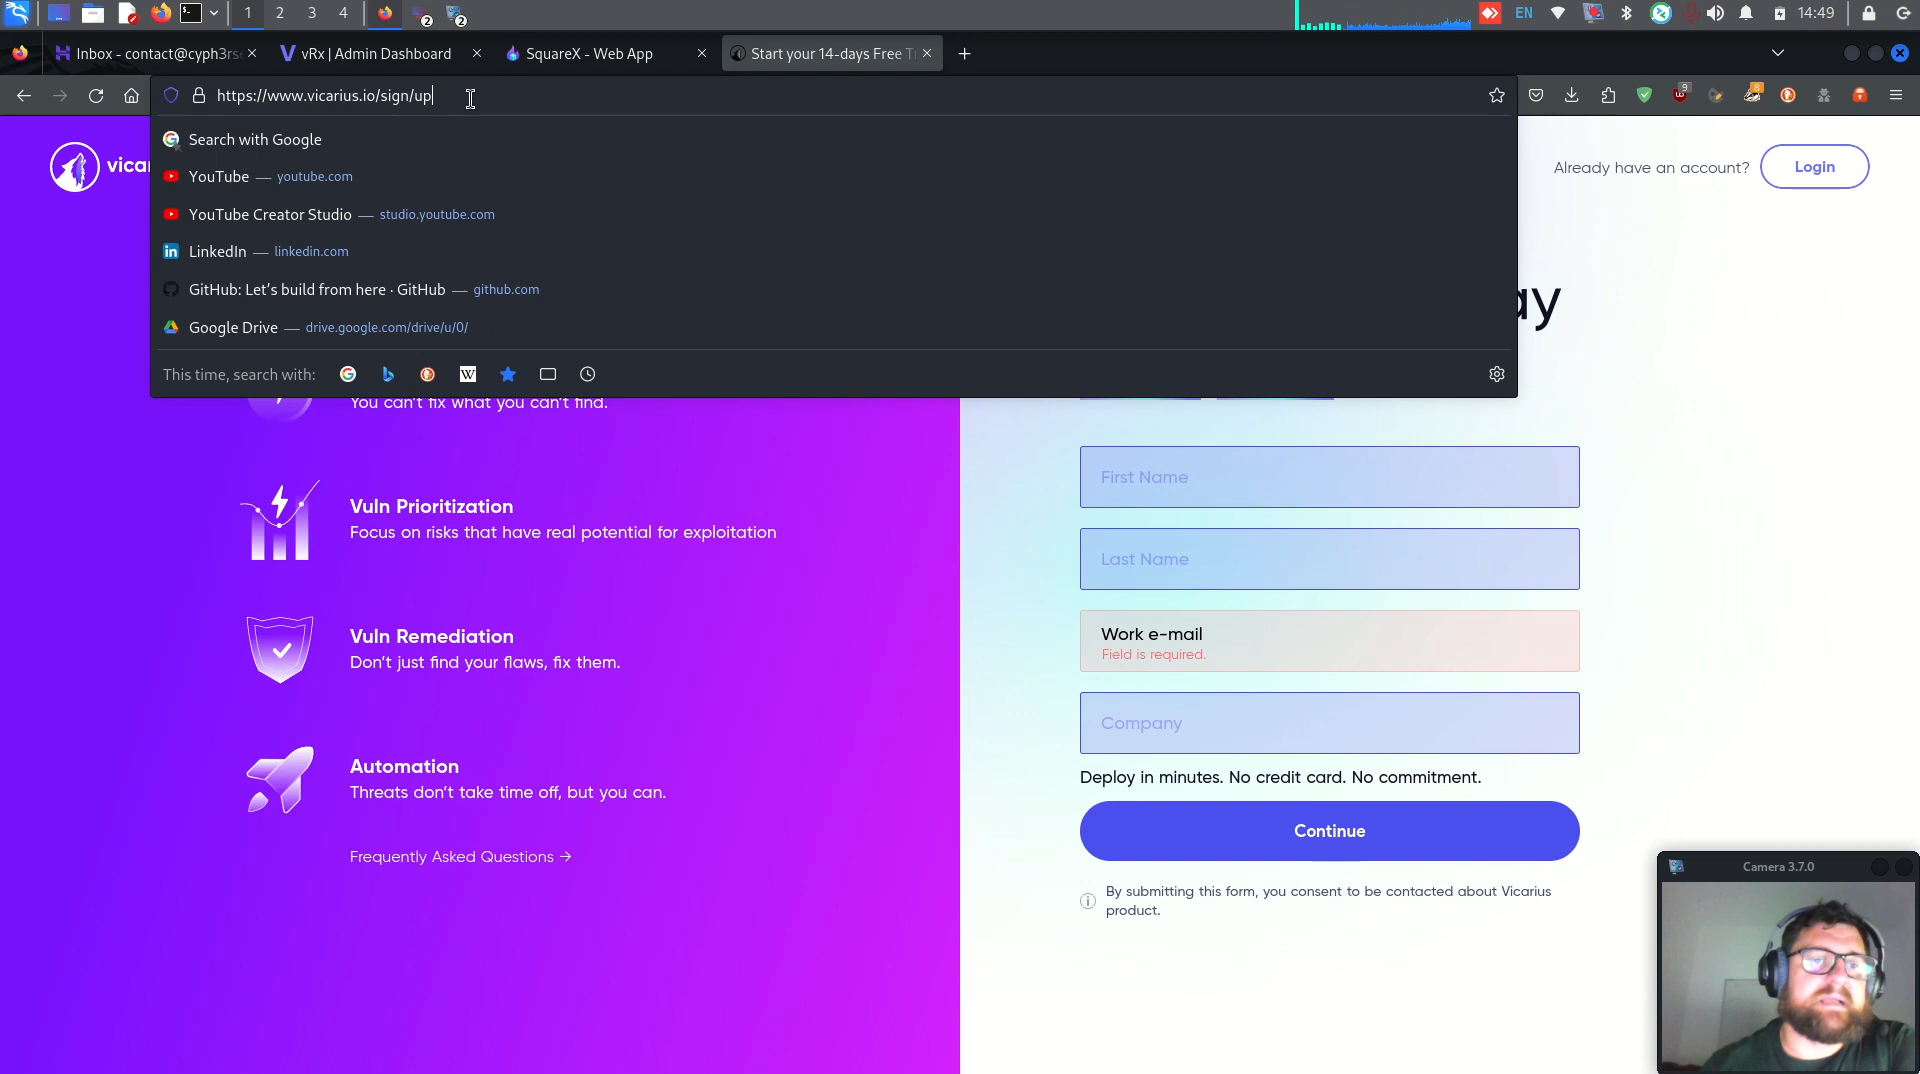 1 2 3 4 2 2 EN 14:49
Inbox - contact@cyph3rs
vRx | Admin Dashboard
SquareX - Web App
Start your 14-days Free T
https://www.vicarius.io/sign/up
9 8
Search with Google
YouTube — youtube.com
YouTube Creator Studio — studio.youtube.com
LinkedIn — linkedin.com
GitHub: Let’s build from here · GitHub — github.com
Google Drive — drive.google.com/drive/u/0/
This time, search with:
vicar
Already have an account? Login
ay
You can’t fix what you can’t find.
Vuln Prioritization
Focus on risks that have real potential for exploitation
Vuln Remediation
Don’t just find your flaws, fix them.
Automation
Threats don’t take time off, but you can.
Frequently Asked Questions →
First Name
Last Name
Work e-mail
Field is required.
Company
Deploy in minutes. No credit card. No commitment.
Continue
By submitting this form, you consent to be contacted about Vicarius
product.
Camera 3.7.0